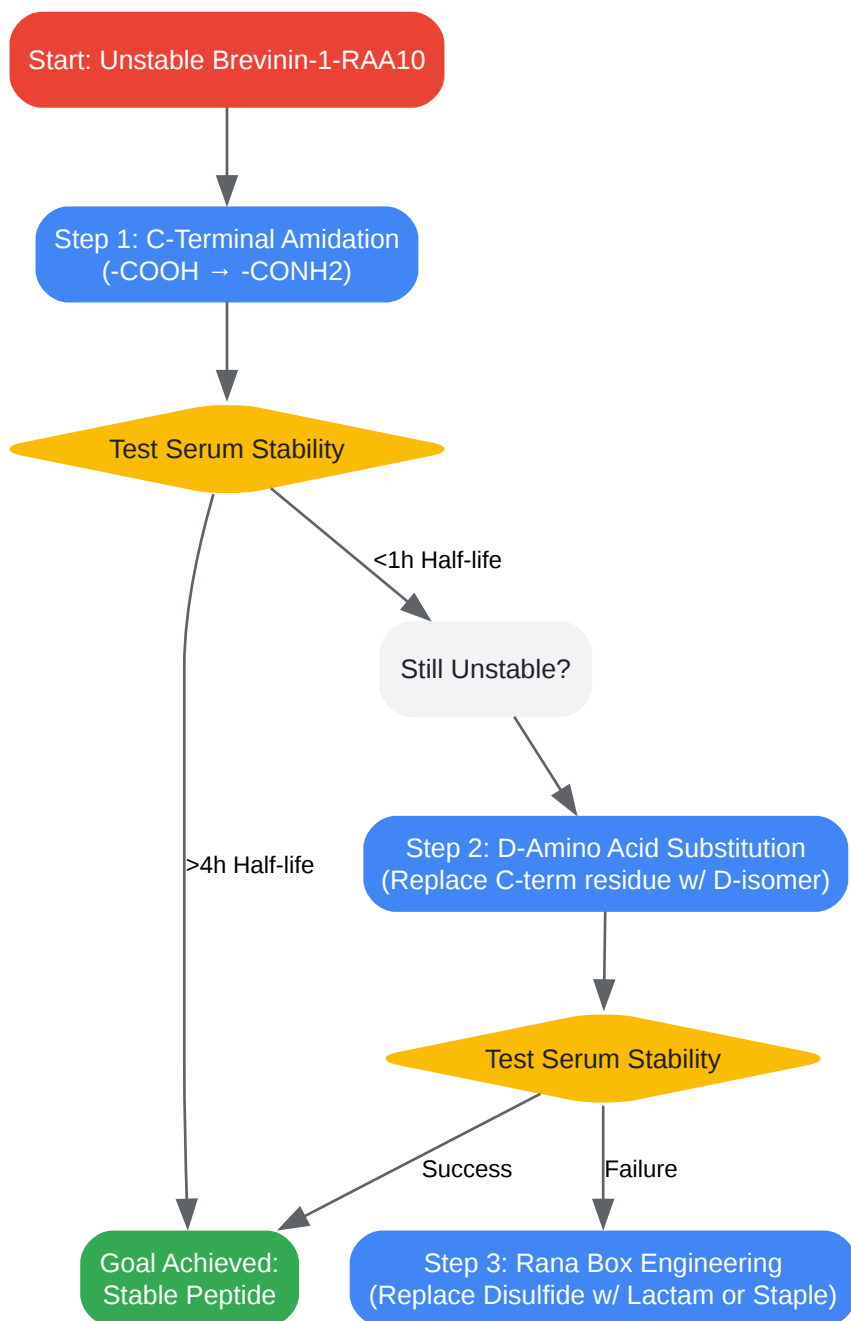 Start: Unstable Brevinin-1-RAA10
Step 1: C-Terminal Amidation
(-COOH → -CONH2)
Test Serum Stability
<1h Half-life
Still Unstable?
>4h Half-life
Step 2: D-Amino Acid Substitution
(Replace C-term residue w/ D-isomer)
Test Serum Stability
Success
Failure
Goal Achieved:
Stable Peptide
Step 3: Rana Box Engineering
(Replace Disulfide w/ Lactam or Staple)